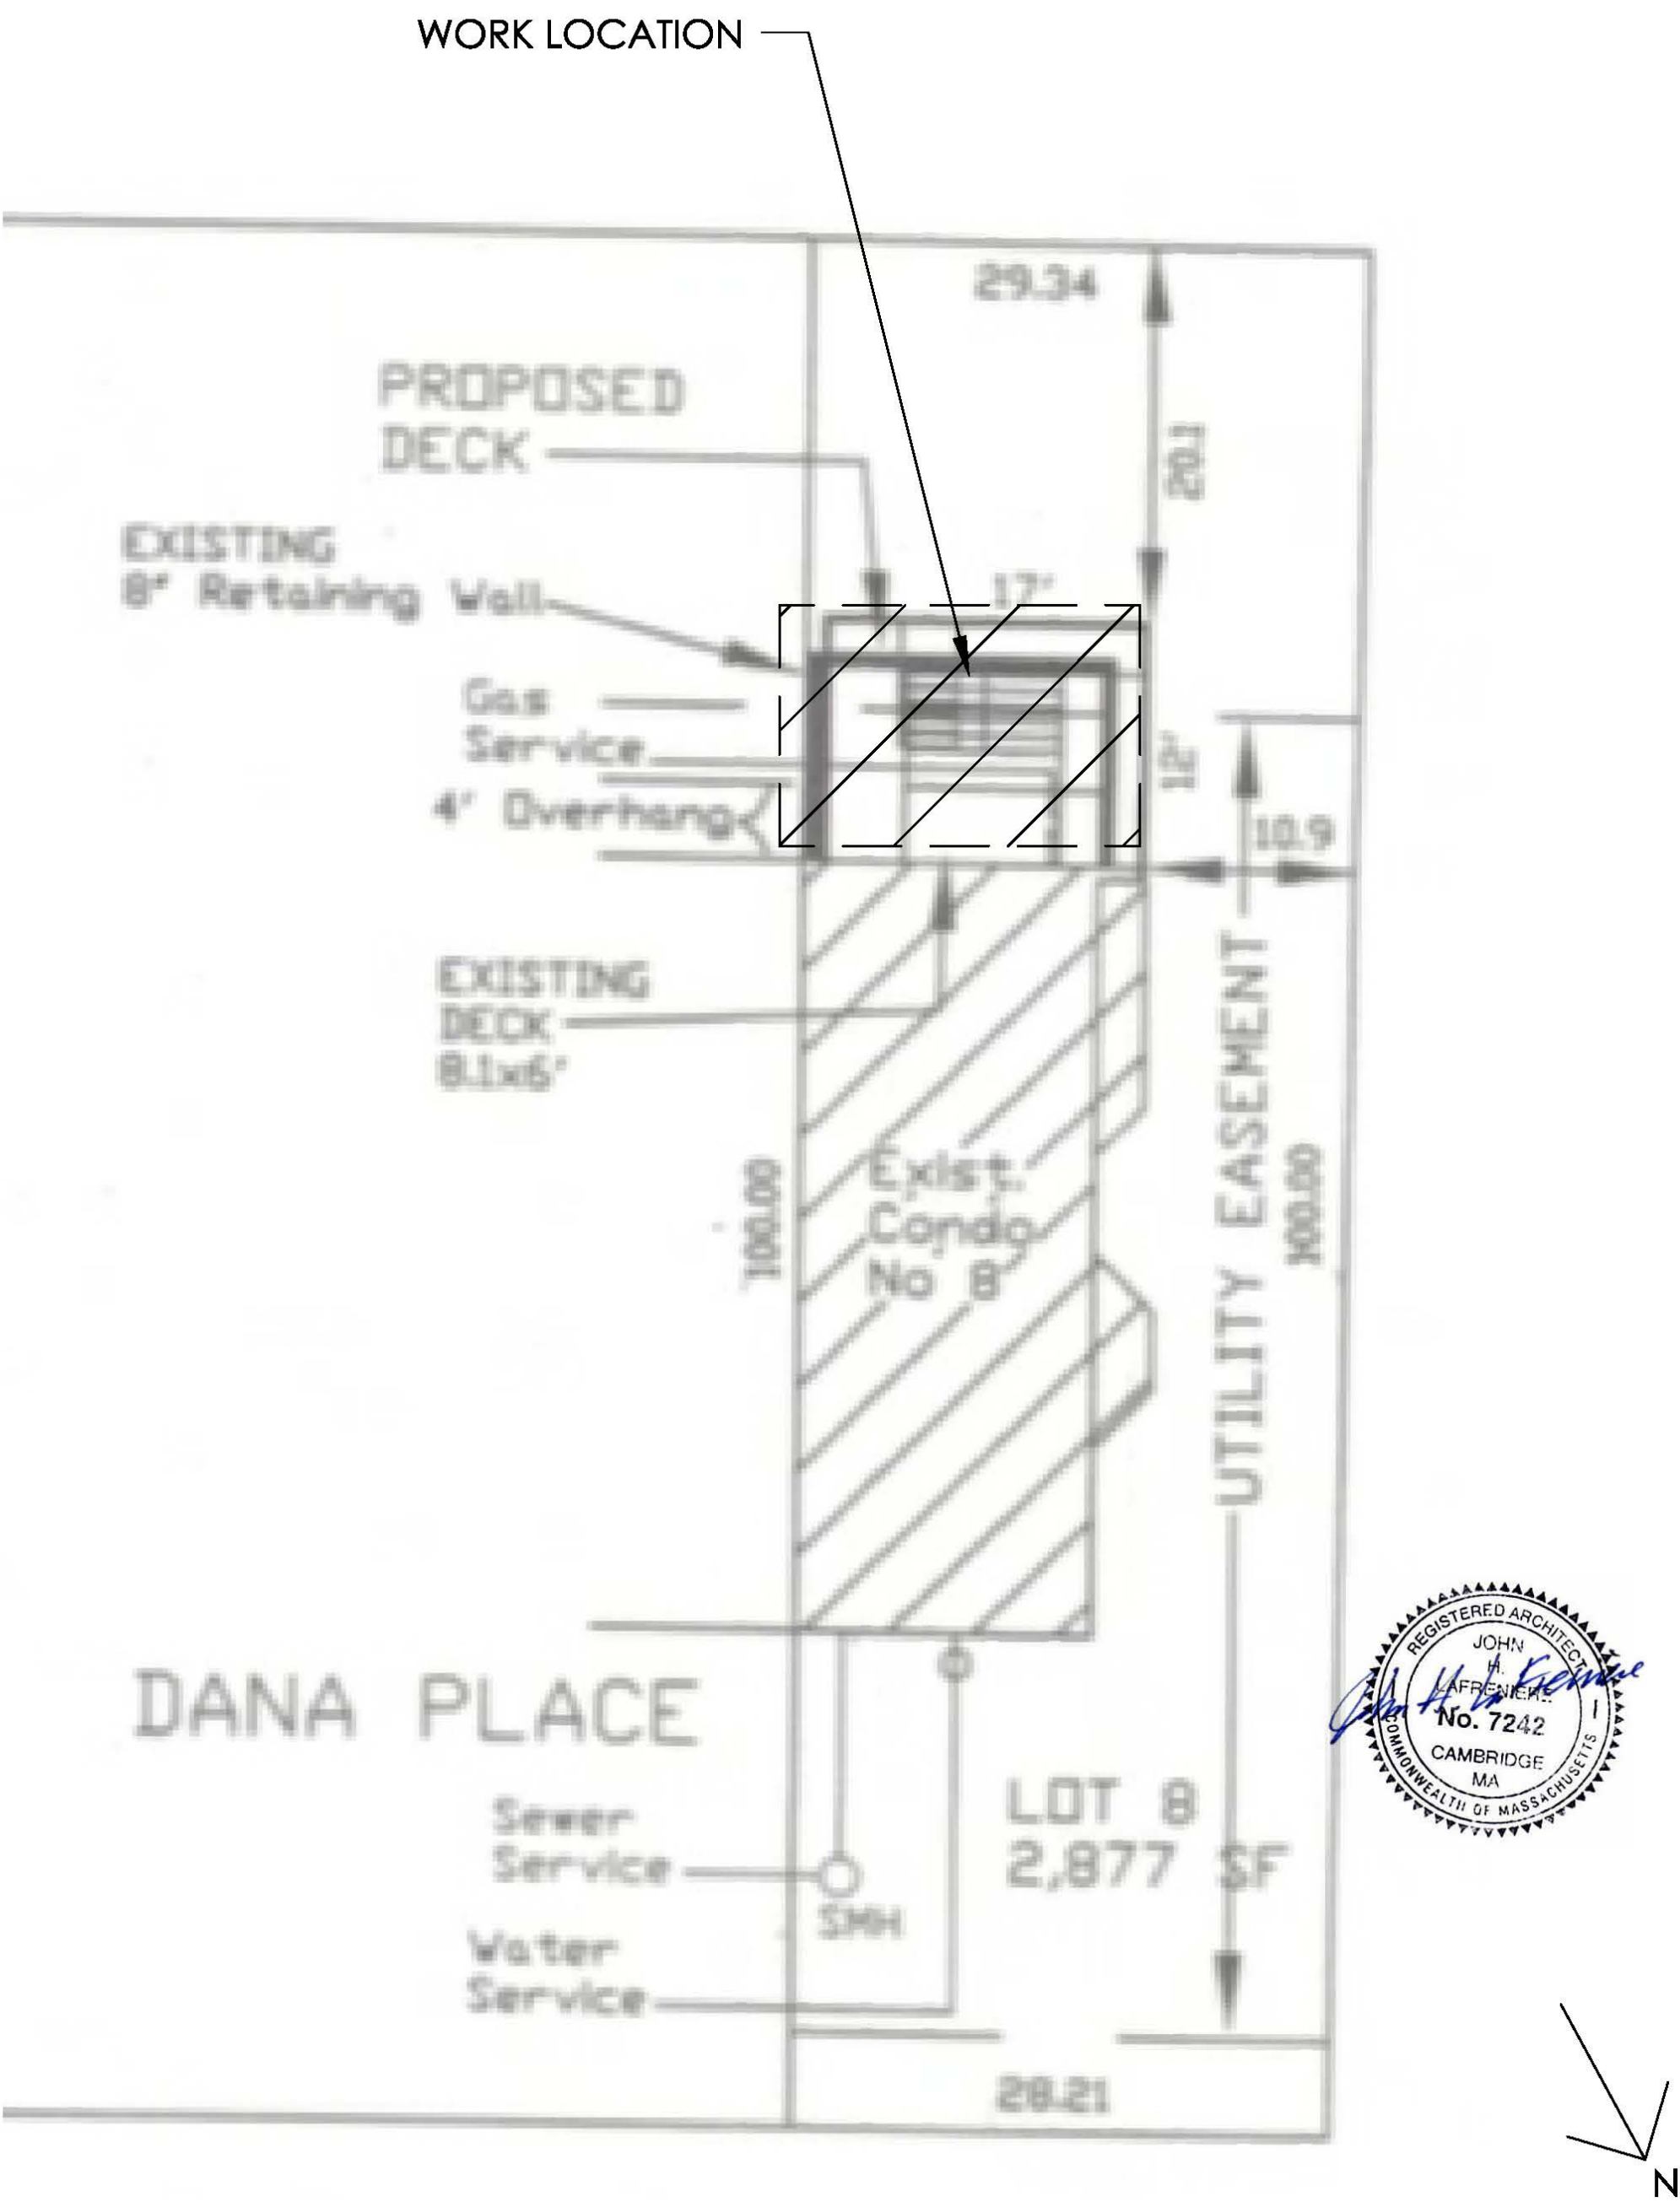 WORK LOCATION
29.34
PROPOSED
DECK
20.1
EXISTING
8" Retaining Wall
17'
Gas
Service
4' Overhang
12'
10.9
EXISTING
DECK
8.1x6'
UTILITY EASEMENT
100.00
100.00
Exist.
Condo
No 8
DANA PLACE
REGISTERED ARCHITECT
JOHN
H.
LAFRENIERE
No. 7242
CAMBRIDGE
MA
COMMONWEALTH OF MASSACHUSETTS
John H. LaFreniere
Sewer
Service
LOT 8
2,877 SF
SMH
Water
Service
28.21
N